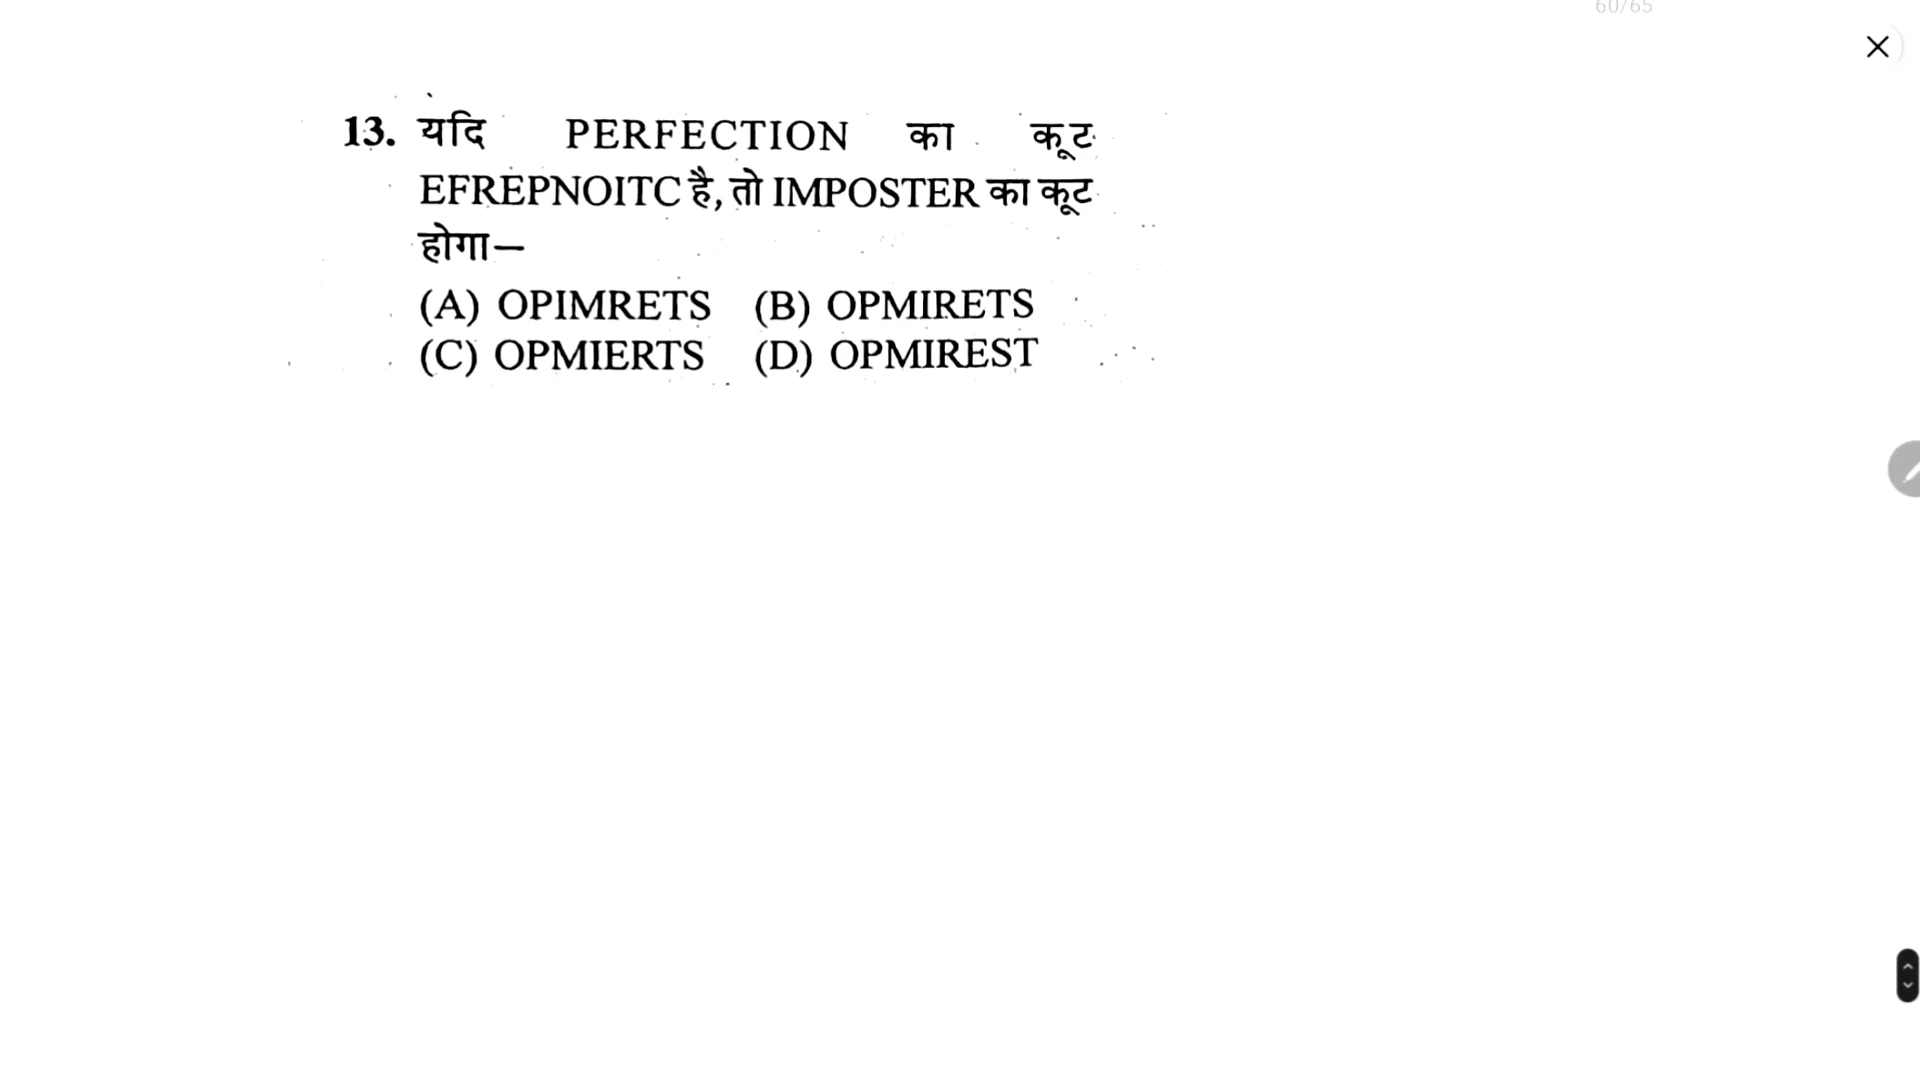 60/65
13. यदि PERFECTION का कूट
EFREPNOITC है, तो IMPOSTER का कूट
होगा—
(A) OPIMRETS (B) OPMIRETS
(C) OPMIERTS (D) OPMIREST